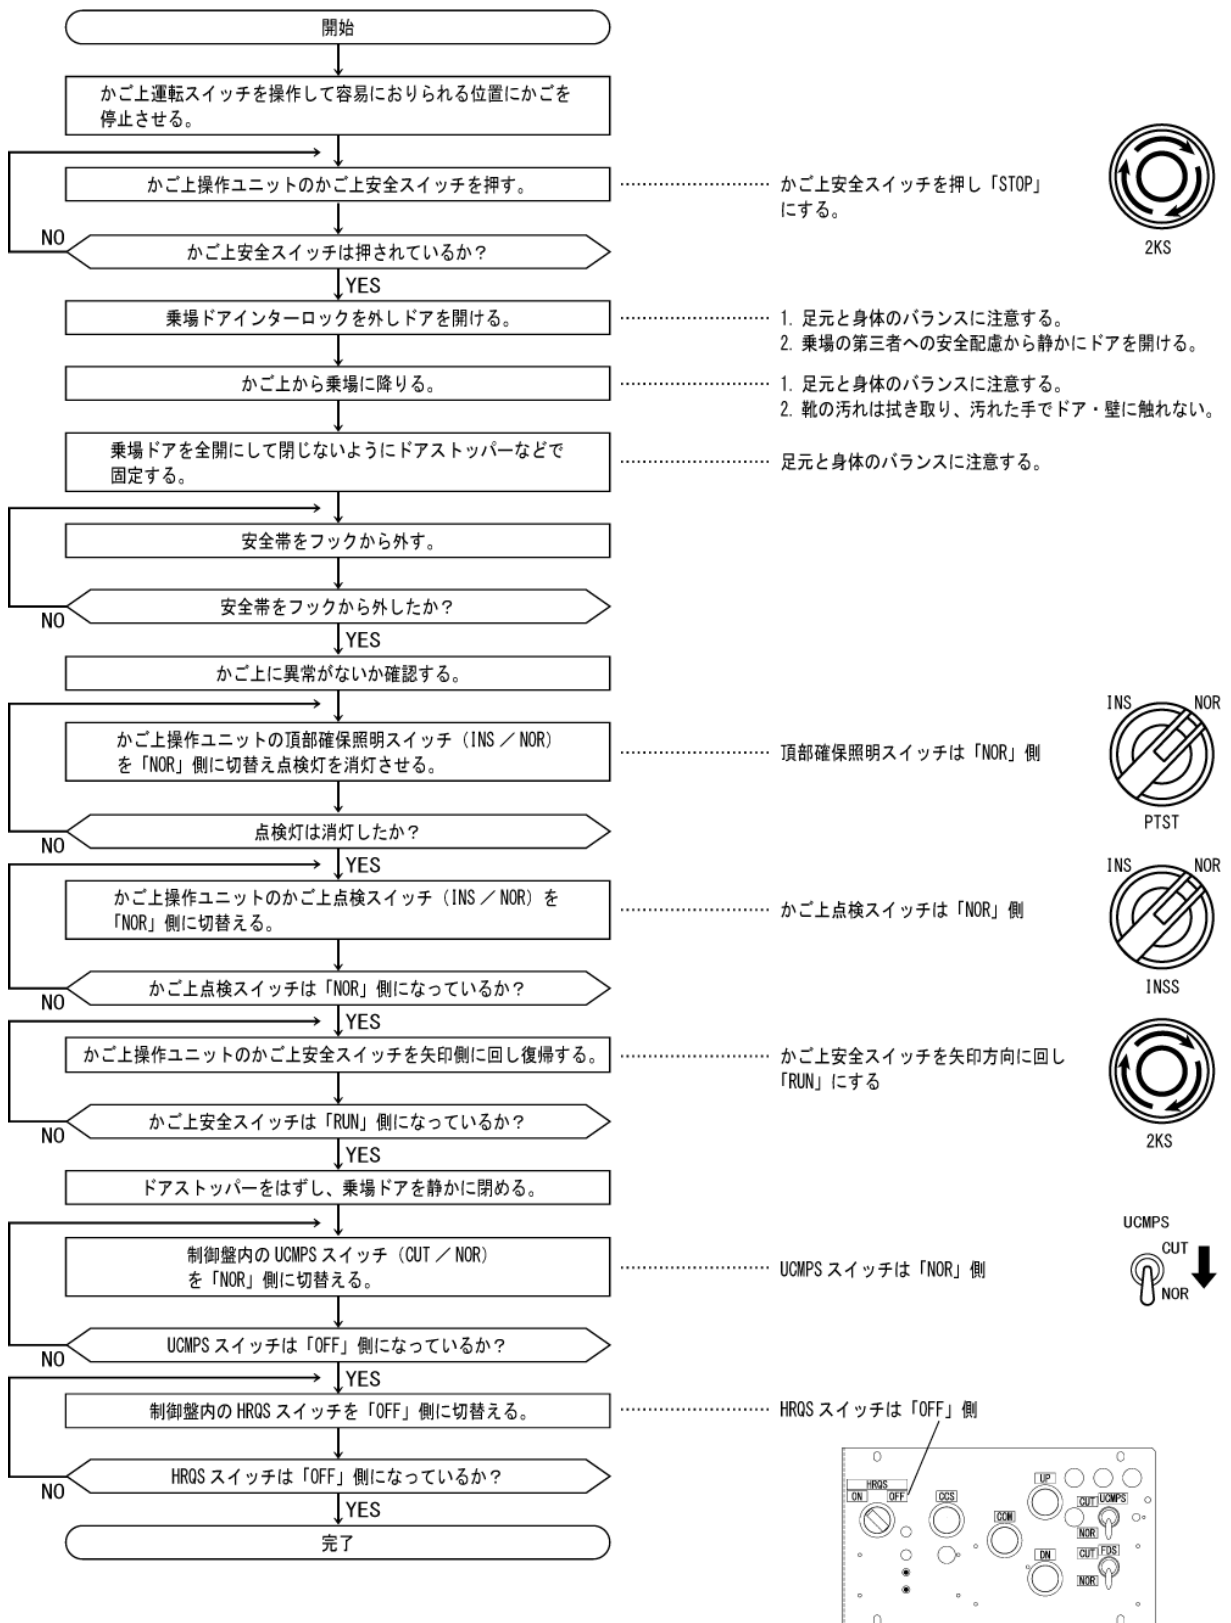 開始
かご上運転スイッチを操作して容易におりられる位置にかごを
停止させる。
かご上操作ユニットのかご上安全スイッチを押す。
かご上安全スイッチを押し「STOP」
にする。
2KS
NO
かご上安全スイッチは押されているか？
YES
乗場ドアインターロックを外しドアを開ける。
1. 足元と身体のバランスに注意する。
2. 乗場の第三者への安全配慮から静かにドアを開ける。
かご上から乗場に降りる。
1. 足元と身体のバランスに注意する。
2. 靴の汚れは拭き取り、汚れた手でドア・壁に触れない。
乗場ドアを全開にして閉じないようにドアストッパーなどで
固定する。
足元と身体のバランスに注意する。
安全帯をフックから外す。
安全帯をフックから外したか？
NO
YES
かご上に異常がないか確認する。
かご上操作ユニットの頂部確保照明スイッチ（INS ／ NOR）
を「NOR」側に切替え点検灯を消灯させる。
頂部確保照明スイッチは「NOR」側
INS NOR
PTST
点検灯は消灯したか？
NO
YES
かご上操作ユニットのかご上点検スイッチ（INS ／ NOR）を
「NOR」側に切替える。
かご上点検スイッチは「NOR」側
INS NOR
INSS
かご上点検スイッチは「NOR」側になっているか？
NO
YES
かご上操作ユニットのかご上安全スイッチを矢印側に回し復帰する。
かご上安全スイッチを矢印方向に回し
「RUN」にする
2KS
かご上安全スイッチは「RUN」側になっているか？
NO
YES
ドアストッパーをはずし、乗場ドアを静かに閉める。
制御盤内の UCMPS スイッチ（CUT ／ NOR）
を「NOR」側に切替える。
UCMPS スイッチは「NOR」側
UCMPS
CUT
NOR
UCMPS スイッチは「OFF」側になっているか？
NO
YES
制御盤内の HRQS スイッチを「OFF」側に切替える。
HRQS スイッチは「OFF」側
HRQS スイッチは「OFF」側になっているか？
NO
YES
完了
HRQS
ON OFF
CCS
COM
UP
DN
CUT UCMPS
NOR
CUT FDS
NOR